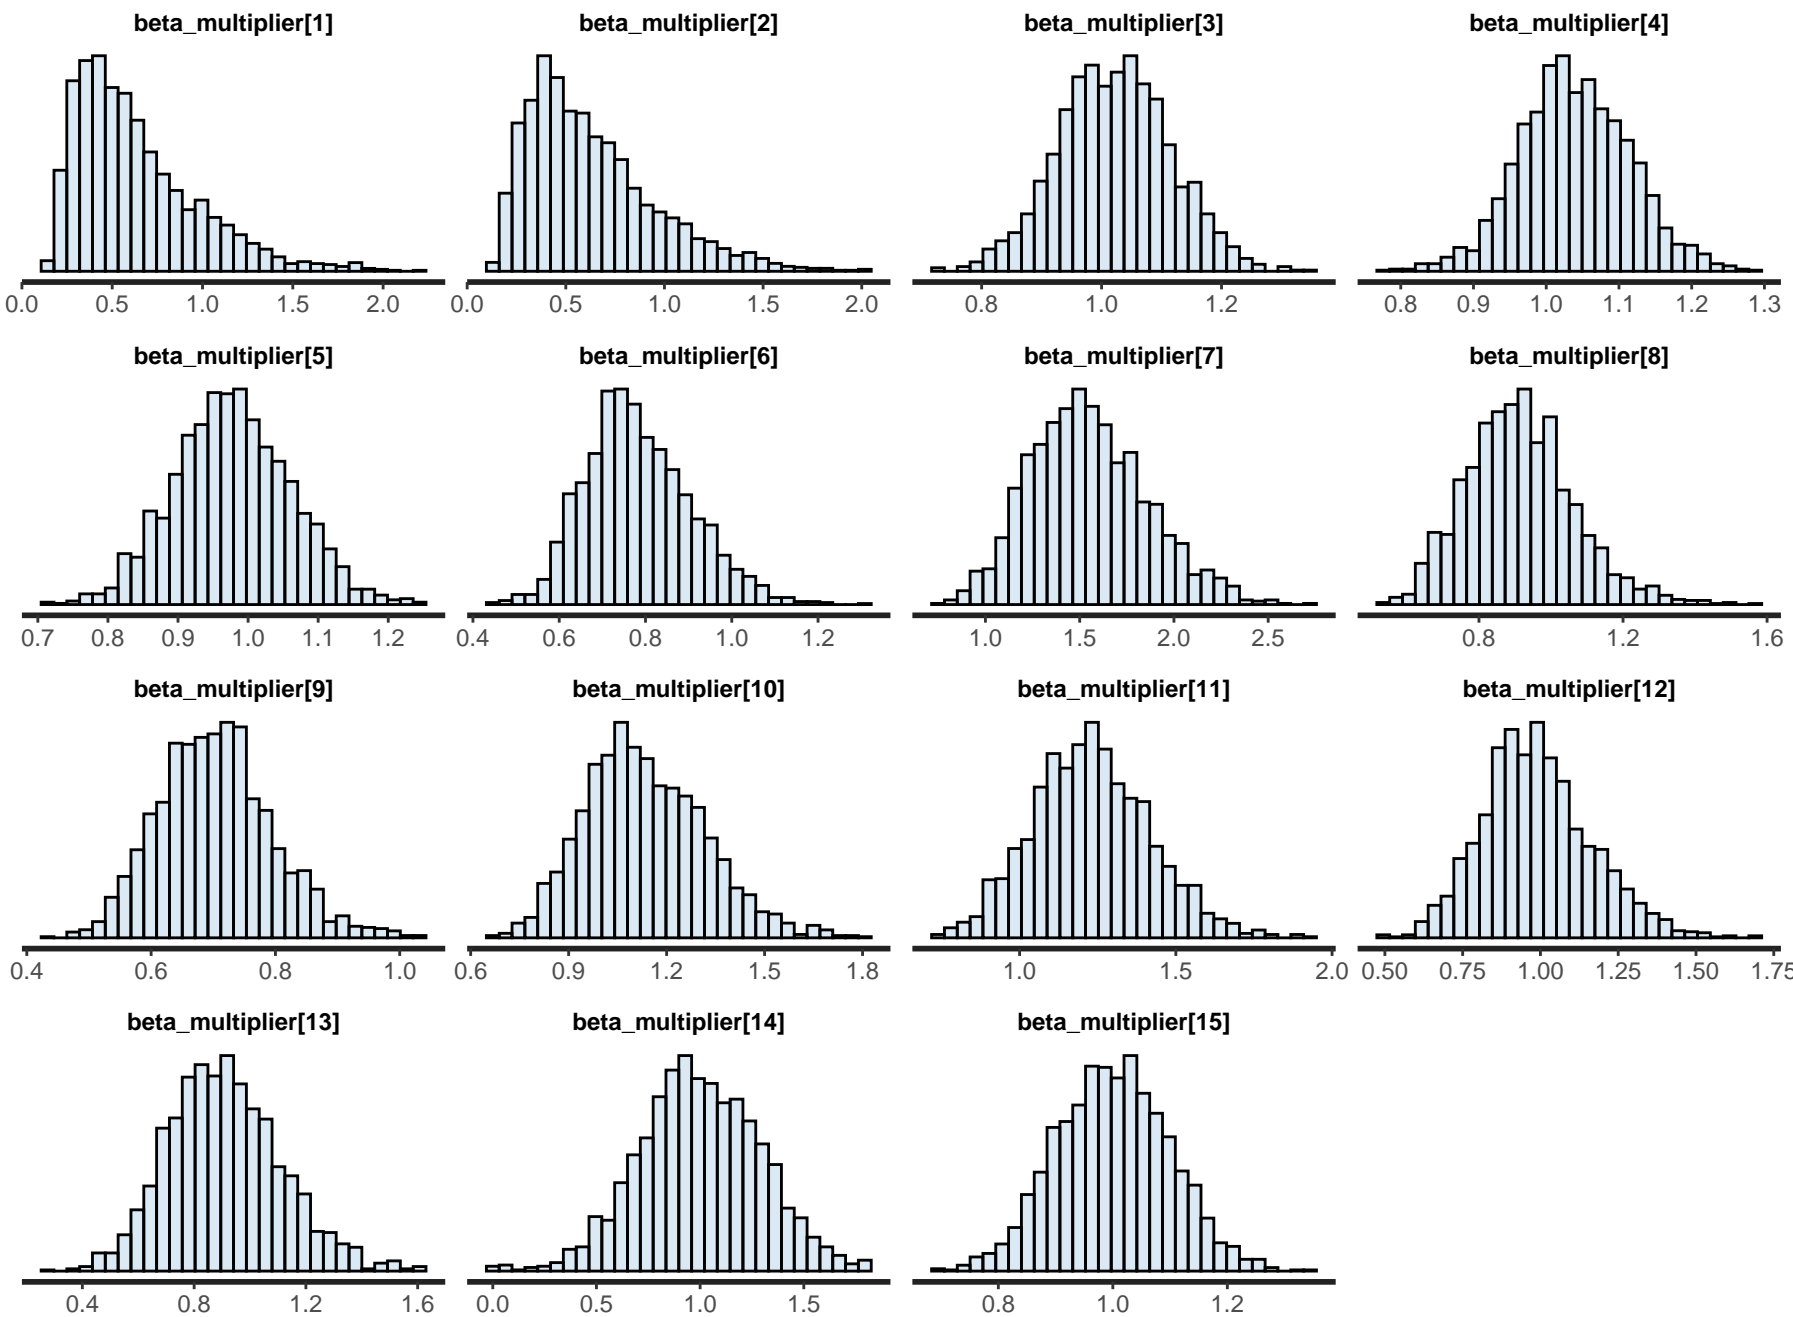 beta_multiplier[1] beta_multiplier[2] beta_multiplier[3] beta_multiplier[4]
0.0 0.5 1.0 1.5 2.0 0.0 0.5 1.0 1.5 2.0 0.8 1.0 1.2 0.8 0.9 1.0 1.1 1.2 1.3
beta_multiplier[5] beta_multiplier[6] beta_multiplier[7] beta_multiplier[8]
0.7 0.8 0.9 1.0 1.1 1.2 0.4 0.6 0.8 1.0 1.2 1.0 1.5 2.0 2.5 0.8 1.2 1.6
beta_multiplier[9] beta_multiplier[10] beta_multiplier[11] beta_multiplier[12]
0.4 0.6 0.8 1.0 0.6 0.9 1.2 1.5 1.8 1.0 1.5 2.0 0.50 0.75 1.00 1.25 1.50 1.75
beta_multiplier[13] beta_multiplier[14] beta_multiplier[15]
0.4 0.8 1.2 1.6 0.0 0.5 1.0 1.5 0.8 1.0 1.2